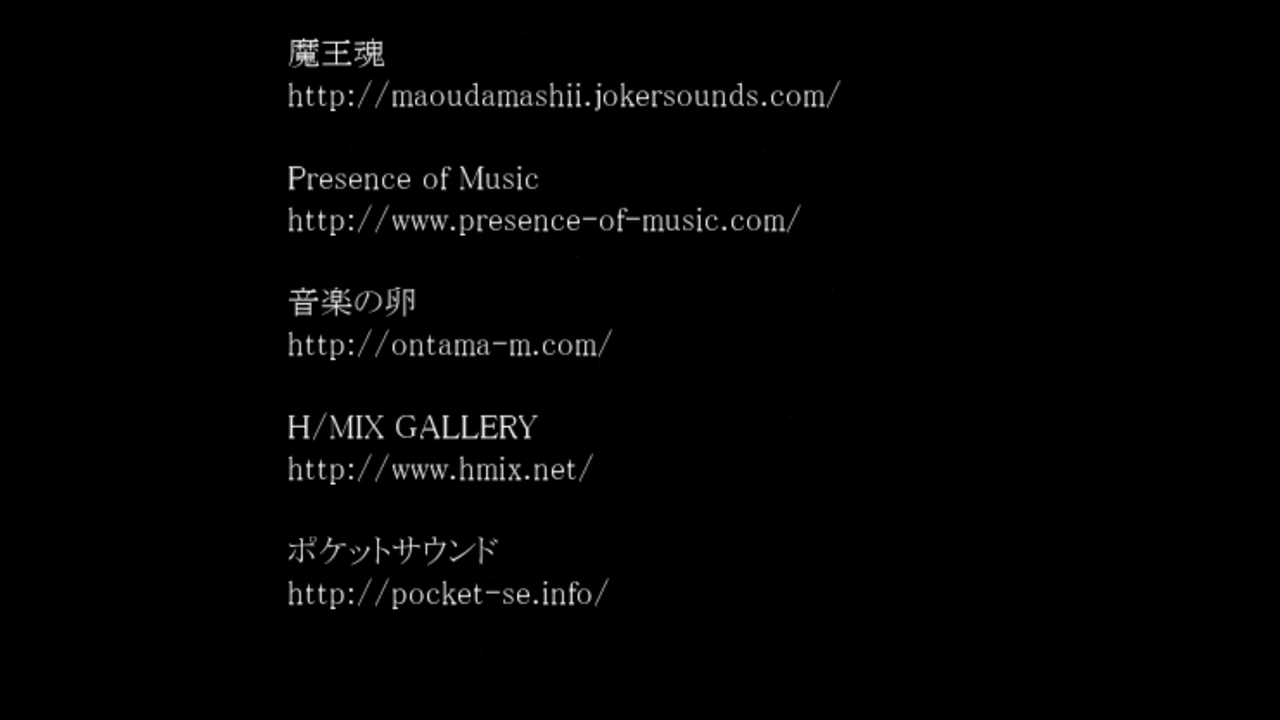 魔王魂
http://maoudamashii.jokersounds.com/
Presence of Music
http://www.presence-of-music.com/
音楽の卵
http://ontama-m.com/
H/MIX GALLERY
http://www.hmix.net/
ポケットサウンド
http://pocket-se.info/